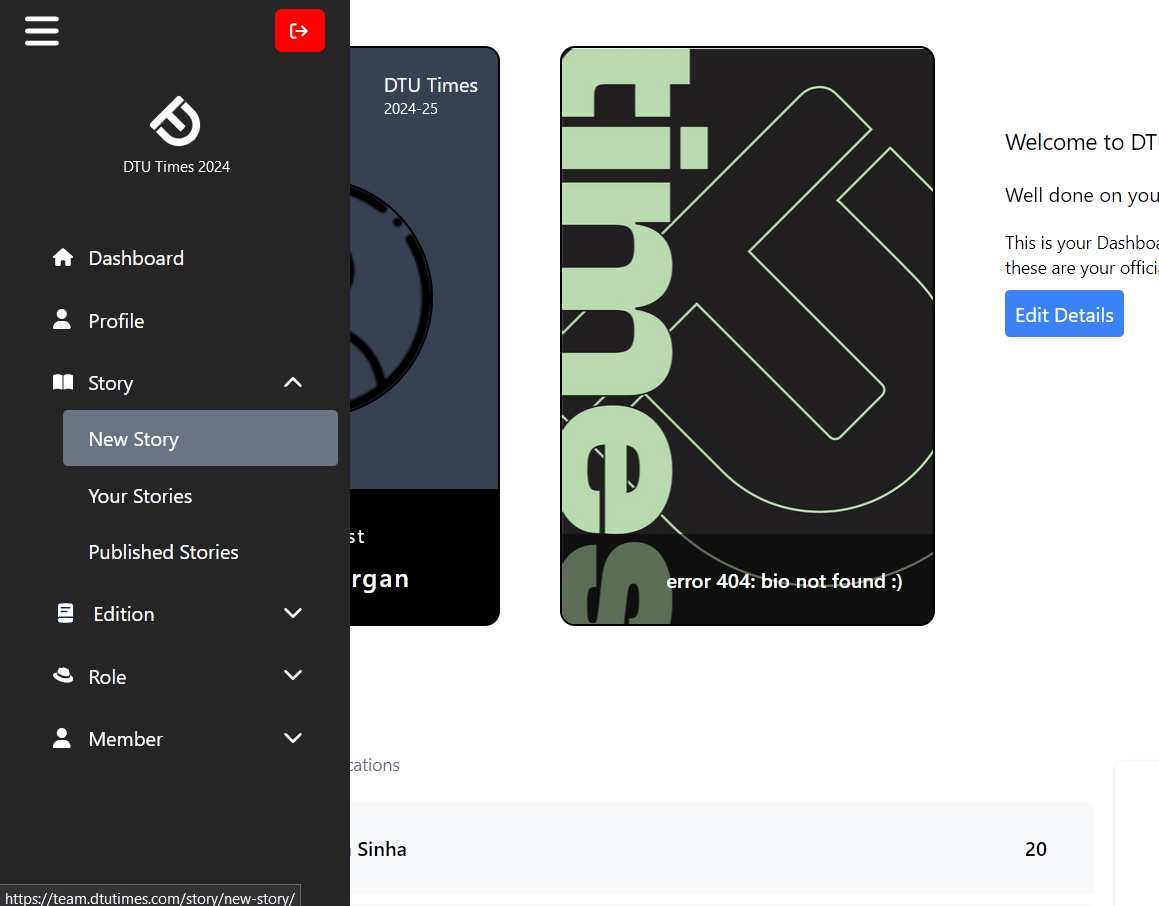 DTU Times 2024
Dashboard
Profile
Story
New Story
Your Stories
Published Stories
Edition
Role
Member
https://team.dtutimes.com/story/new-story/
DTU Times
2024-25
st
rgan
times
error 404: bio not found :)
Welcome to DTU
Well done on you
This is your Dashboa
these are your offici
Edit Details
cations
Sinha
20